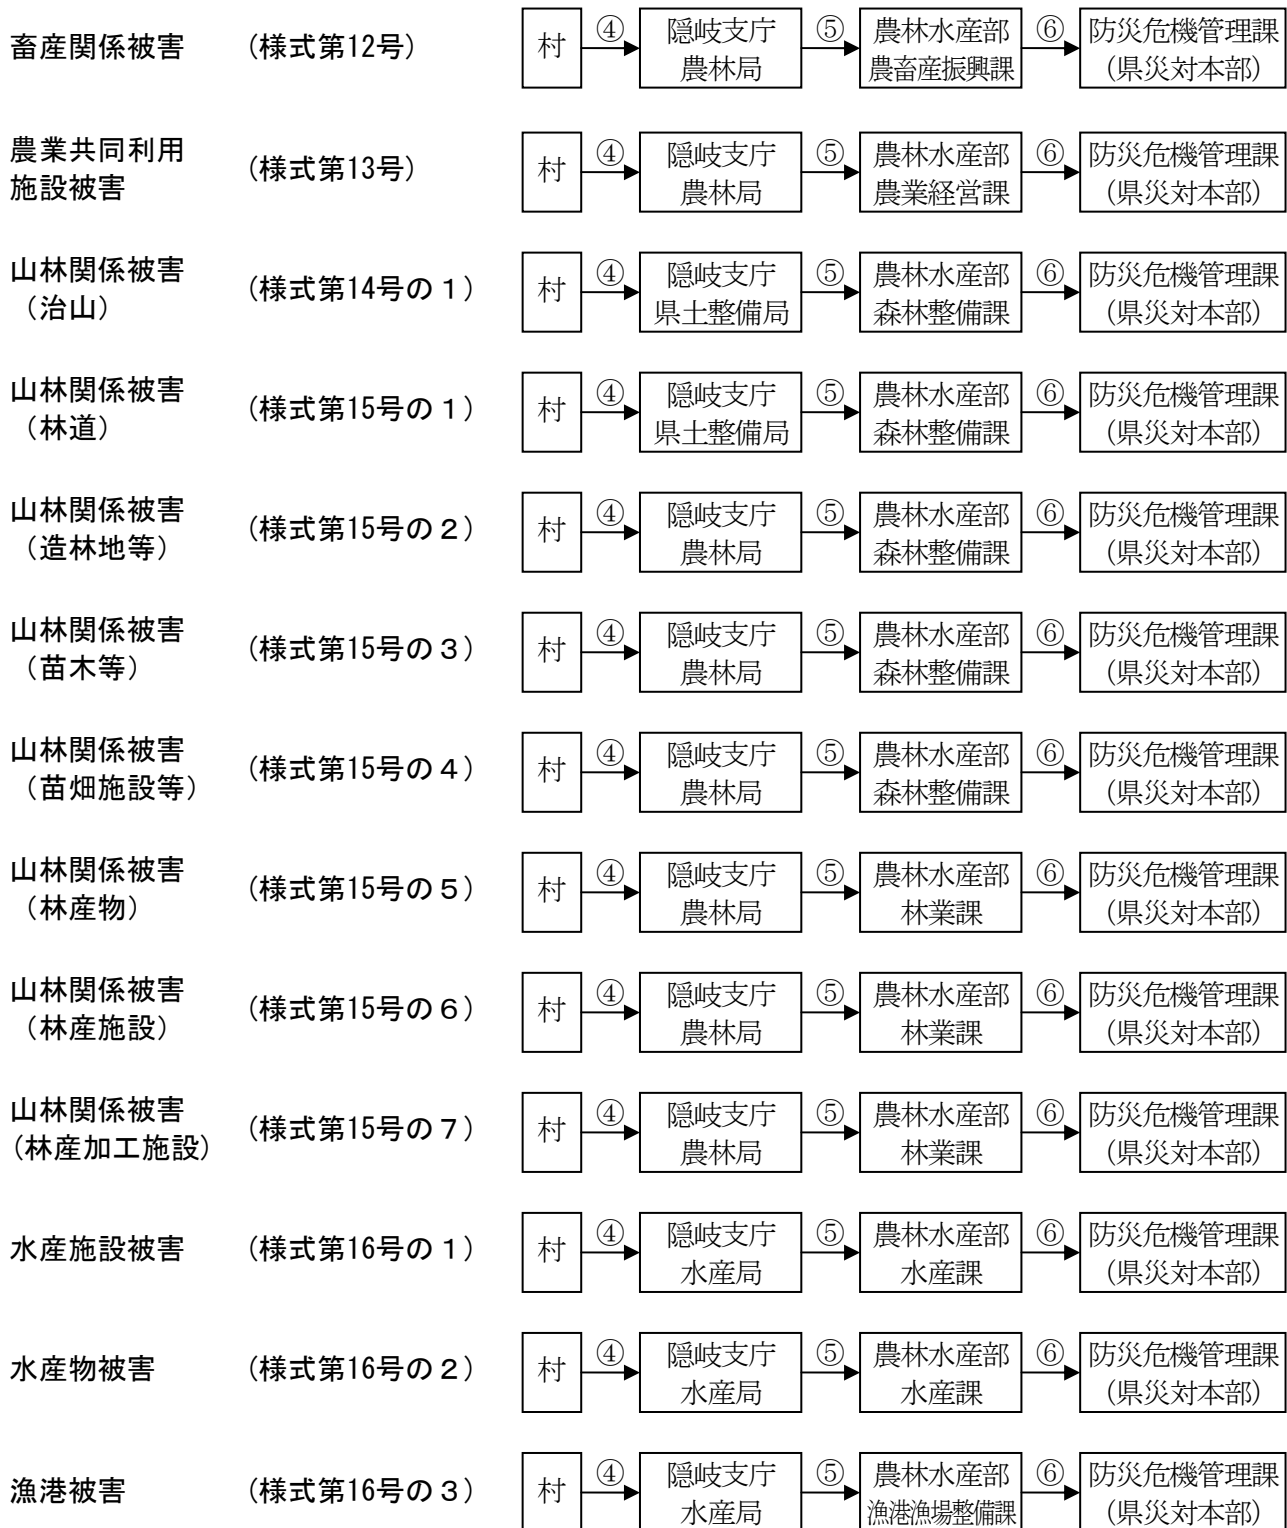 畜産関係被害 (様式第12号) 村 ④ 隠岐支庁 ⑤ 農林水産部 ⑥ 防災危機管理課
農林局 農畜産振興課 (県災対本部)
農業共同利用
施設被害 (様式第13号) 村 ④ 隠岐支庁 ⑤ 農林水産部 ⑥ 防災危機管理課
農林局 農業経営課 (県災対本部)
山林関係被害
(治山) (様式第14号の1) 村 ④ 隠岐支庁 ⑤ 農林水産部 ⑥ 防災危機管理課
県土整備局 森林整備課 (県災対本部)
山林関係被害
(林道) (様式第15号の1) 村 ④ 隠岐支庁 ⑤ 農林水産部 ⑥ 防災危機管理課
県土整備局 森林整備課 (県災対本部)
山林関係被害
(造林地等) (様式第15号の2) 村 ④ 隠岐支庁 ⑤ 農林水産部 ⑥ 防災危機管理課
農林局 森林整備課 (県災対本部)
山林関係被害
(苗木等) (様式第15号の3) 村 ④ 隠岐支庁 ⑤ 農林水産部 ⑥ 防災危機管理課
農林局 森林整備課 (県災対本部)
山林関係被害
(苗畑施設等) (様式第15号の4) 村 ④ 隠岐支庁 ⑤ 農林水産部 ⑥ 防災危機管理課
農林局 森林整備課 (県災対本部)
山林関係被害
(林産物) (様式第15号の5) 村 ④ 隠岐支庁 ⑤ 農林水産部 ⑥ 防災危機管理課
農林局 林業課 (県災対本部)
山林関係被害
(林産施設) (様式第15号の6) 村 ④ 隠岐支庁 ⑤ 農林水産部 ⑥ 防災危機管理課
農林局 林業課 (県災対本部)
山林関係被害
(林産加工施設) (様式第15号の7) 村 ④ 隠岐支庁 ⑤ 農林水産部 ⑥ 防災危機管理課
農林局 林業課 (県災対本部)
水産施設被害 (様式第16号の1) 村 ④ 隠岐支庁 ⑤ 農林水産部 ⑥ 防災危機管理課
水産局 水産課 (県災対本部)
水産物被害 (様式第16号の2) 村 ④ 隠岐支庁 ⑤ 農林水産部 ⑥ 防災危機管理課
水産局 水産課 (県災対本部)
漁港被害 (様式第16号の3) 村 ④ 隠岐支庁 ⑤ 農林水産部 ⑥ 防災危機管理課
水産局 漁港漁場整備課 (県災対本部)